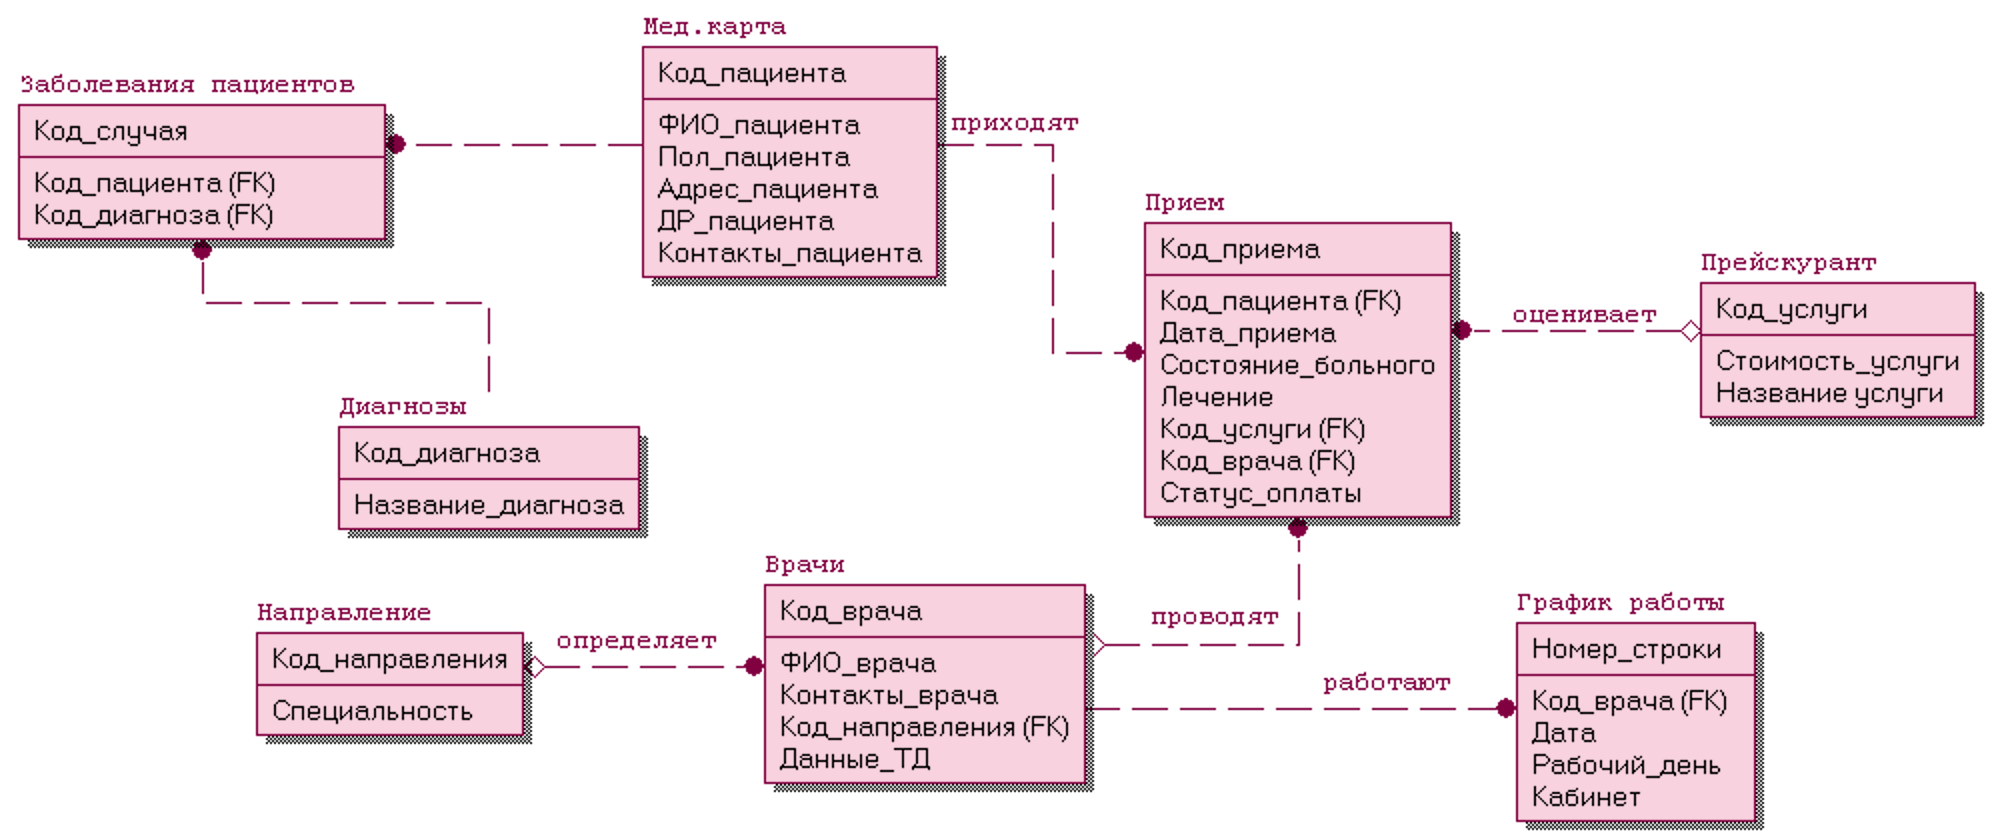 Мед.карта
Код_пациента
ФИО_пациента
Пол_пациента
Адрес_пациента
ДР_пациента
Контакты_пациента
Заболевания пациентов
Код_случая
Код_пациента (FK)
Код_диагноза (FK)
приходят
Прием
Код_приема
Код_пациента (FK)
Дата_приема
Состояние_больного
Лечение
Код_услуги (FK)
Код_врача (FK)
Статус_оплаты
оценивает
Прейскурант
Код_услуги
Стоимость_услуги
Название услуги
Диагнозы
Код_диагноза
Название_диагноза
Направление
Код_направления
Специальность
определяет
Врачи
Код_врача
ФИО_врача
Контакты_врача
Код_направления (FK)
Данные_ТД
проводят
работают
График работы
Номер_строки
Код_врача (FK)
Дата
Рабочий_день
Кабинет